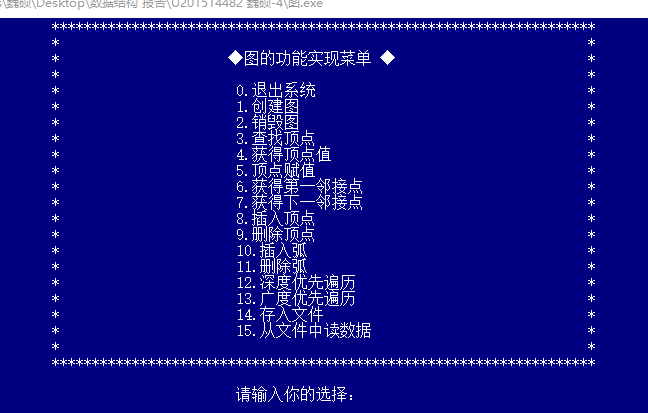 s\魏硕\Desktop\数据结构 报告\U201514482 魏硕-4\图.exe
********************************************************************
* *
* ◆图的功能实现菜单 ◆ *
* *
* 0.退出系统 *
* 1.创建图 *
* 2.销毁图 *
* 3.查找顶点 *
* 4.获得顶点值 *
* 5.顶点赋值 *
* 6.获得第一邻接点 *
* 7.获得下一邻接点 *
* 8.插入顶点 *
* 9.删除顶点 *
* 10.插入弧 *
* 11.删除弧 *
* 12.深度优先遍历 *
* 13.广度优先遍历 *
* 14.存入文件 *
* 15.从文件中读数据 *
* *
********************************************************************
请输入你的选择：